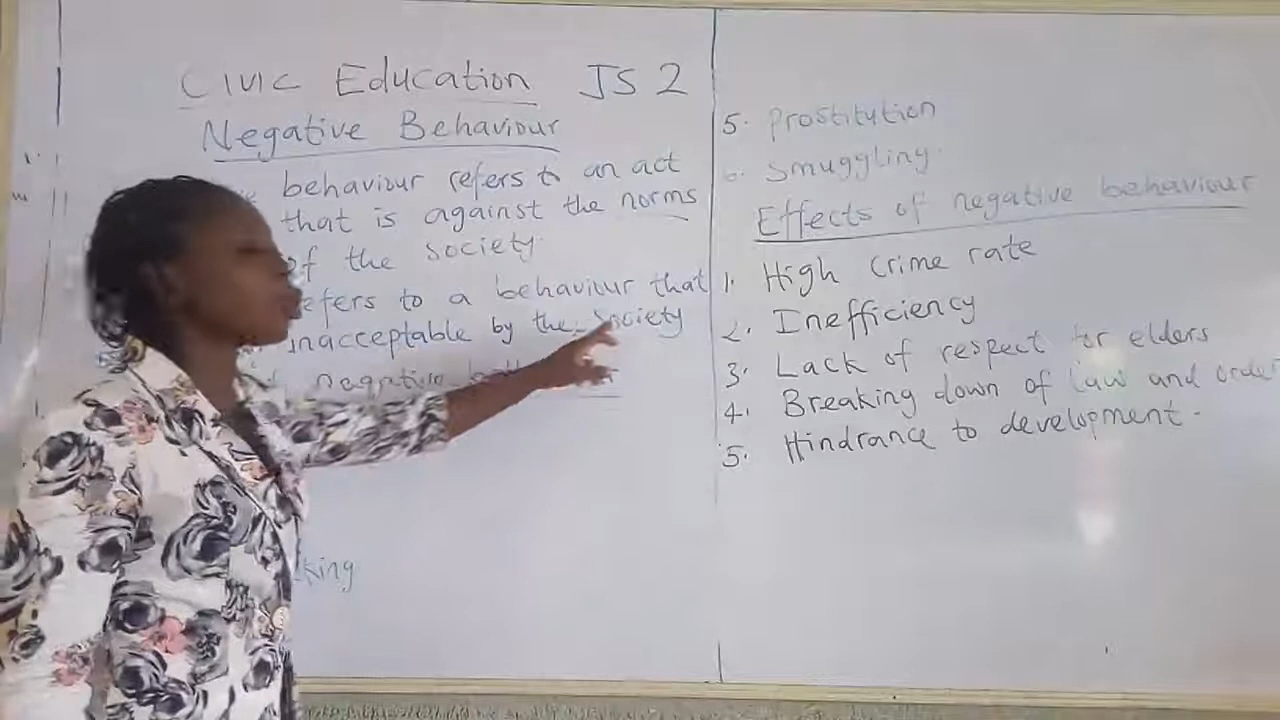 Civic Education JS 2
Negative Behaviour
behaviour refers to an act
that is against the norms
of the society.
efers to a behaviour that
inacceptable by the society
negative
king
5. Prostitution
6. Smuggling.
Effects of negative behaviour
1. High Crime rate
2. Inefficiency
3. Lack of respect for elders
4. Breaking down of law and order
5. Hindrance to development.